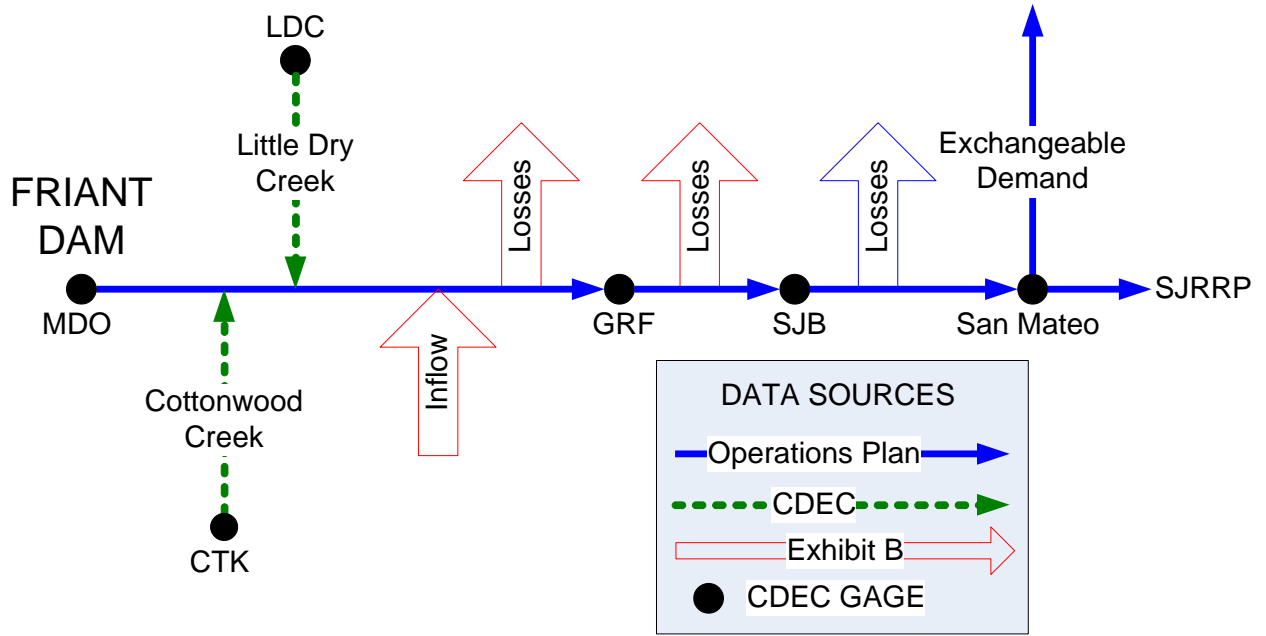 LDC
Little Dry
Creek
FRIANT
DAM
MDO
Cottonwood
Creek
CTK
Inflow
Losses
GRF
Losses
SJB
Losses
Exchangeable
Demand
San Mateo
SJRRP
DATA SOURCES
Operations Plan
CDEC
Exhibit B
CDEC GAGE